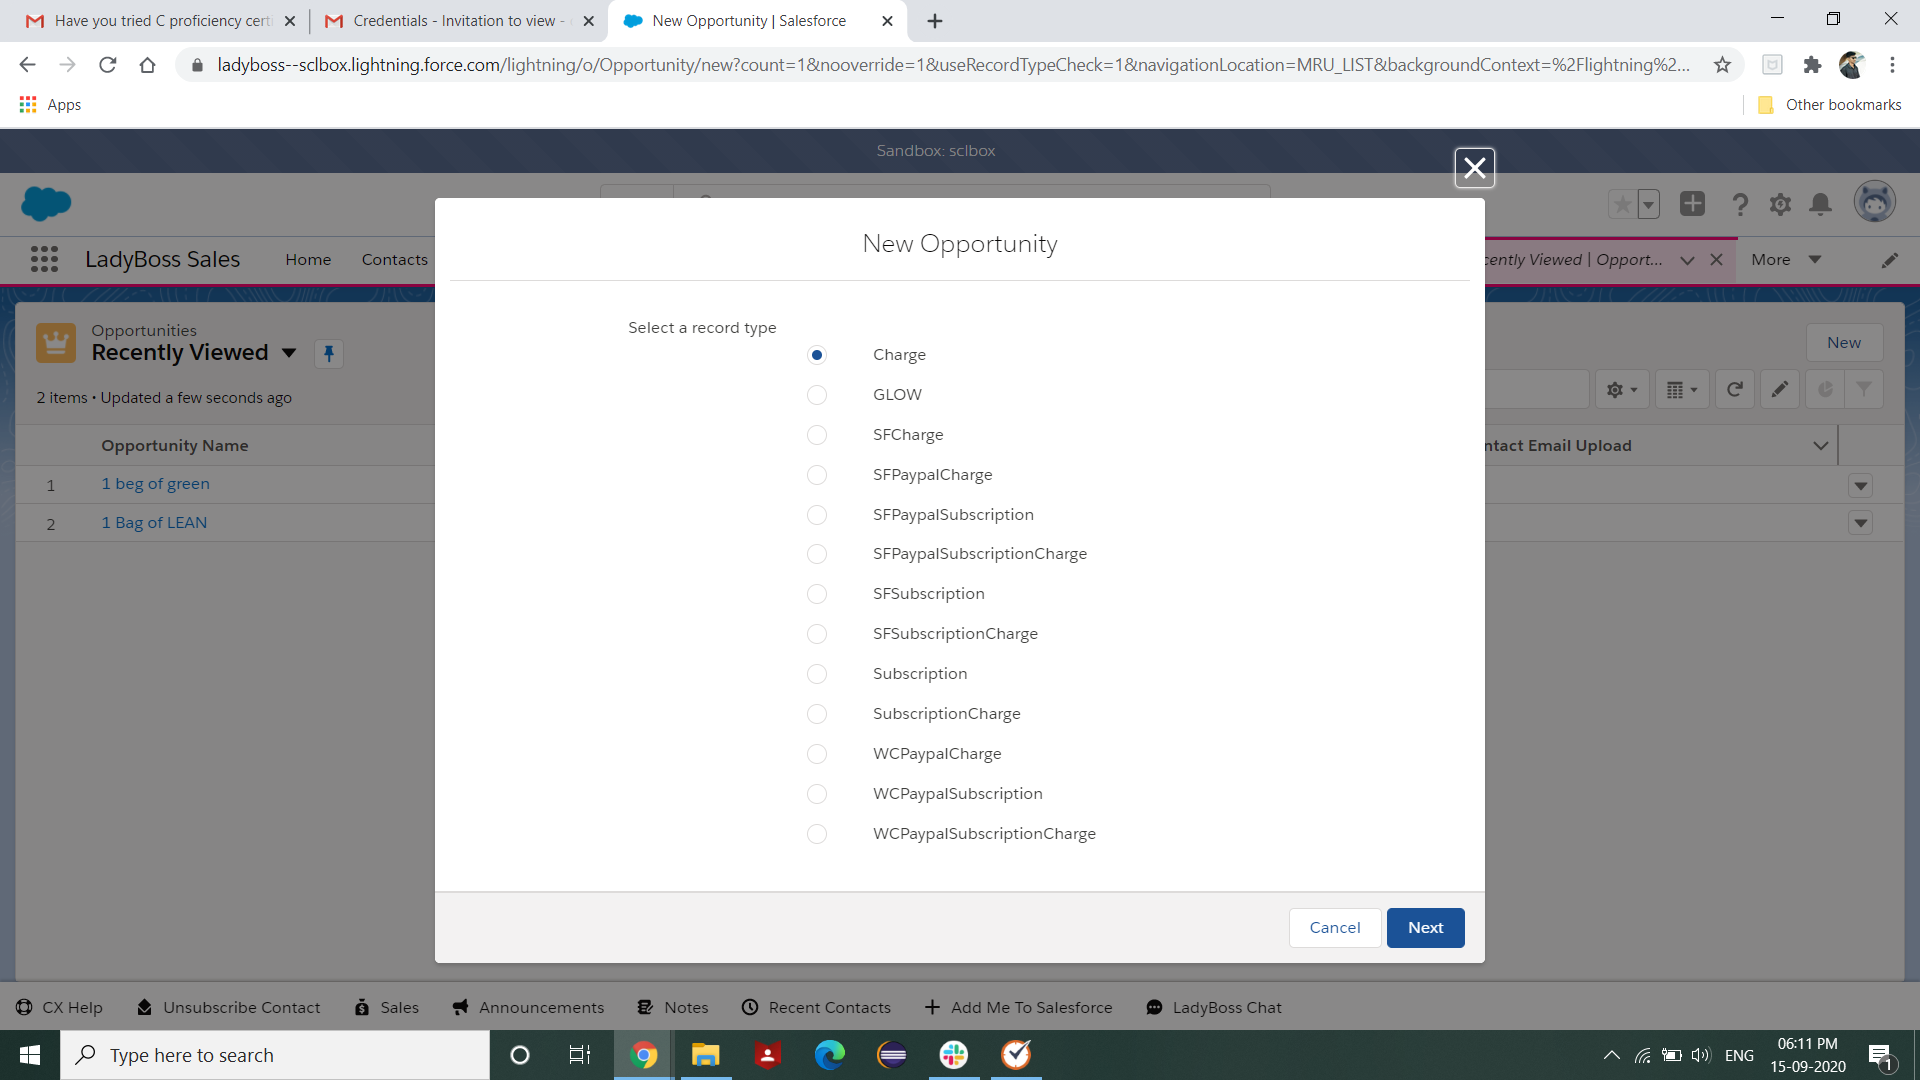 Have you tried C proficiency certi
Credentials - Invitation to view -
New Opportunity | Salesforce
ladyboss--sclbox.lightning.force.com/lightning/o/Opportunity/new?count=1&nooverride=1&useRecordTypeCheck=1&navigationLocation=MRU_LIST&backgroundContext=%2Flightning%2...
Apps
Other bookmarks
Sandbox: sclbox
LadyBoss Sales
Home
Contacts
cently Viewed | Opport...
More
New Opportunity
Opportunities
Recently Viewed
New
2 items • Updated a few seconds ago
Opportunity Name
ntact Email Upload
1 1 beg of green
2 1 Bag of LEAN
Select a record type
Charge
GLOW
SFCharge
SFPaypalCharge
SFPaypalSubscription
SFPaypalSubscriptionCharge
SFSubscription
SFSubscriptionCharge
Subscription
SubscriptionCharge
WCPaypalCharge
WCPaypalSubscription
WCPaypalSubscriptionCharge
Cancel
Next
CX Help
Unsubscribe Contact
Sales
Announcements
Notes
Recent Contacts
Add Me To Salesforce
LadyBoss Chat
Type here to search
ENG
06:11 PM
15-09-2020
1